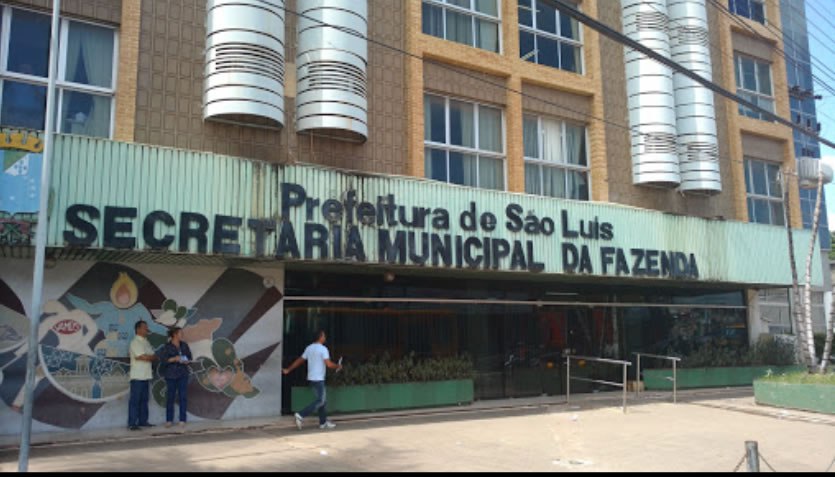 Prefeitura de São Luís
SECRETARIA MUNICIPAL DA FAZENDA